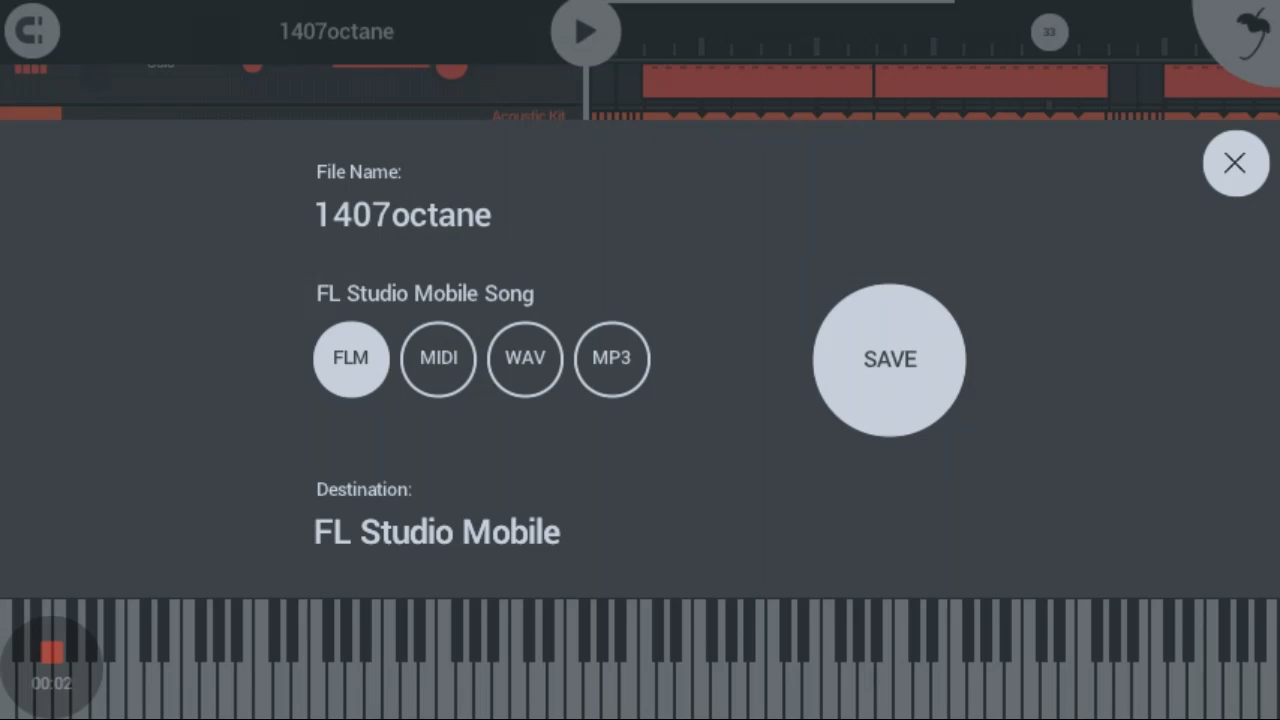 1407octane
33
Acoustic Kit
File Name:
1407octane
FL Studio Mobile Song
FLM MIDI WAV MP3
SAVE
Destination:
FL Studio Mobile
00:02